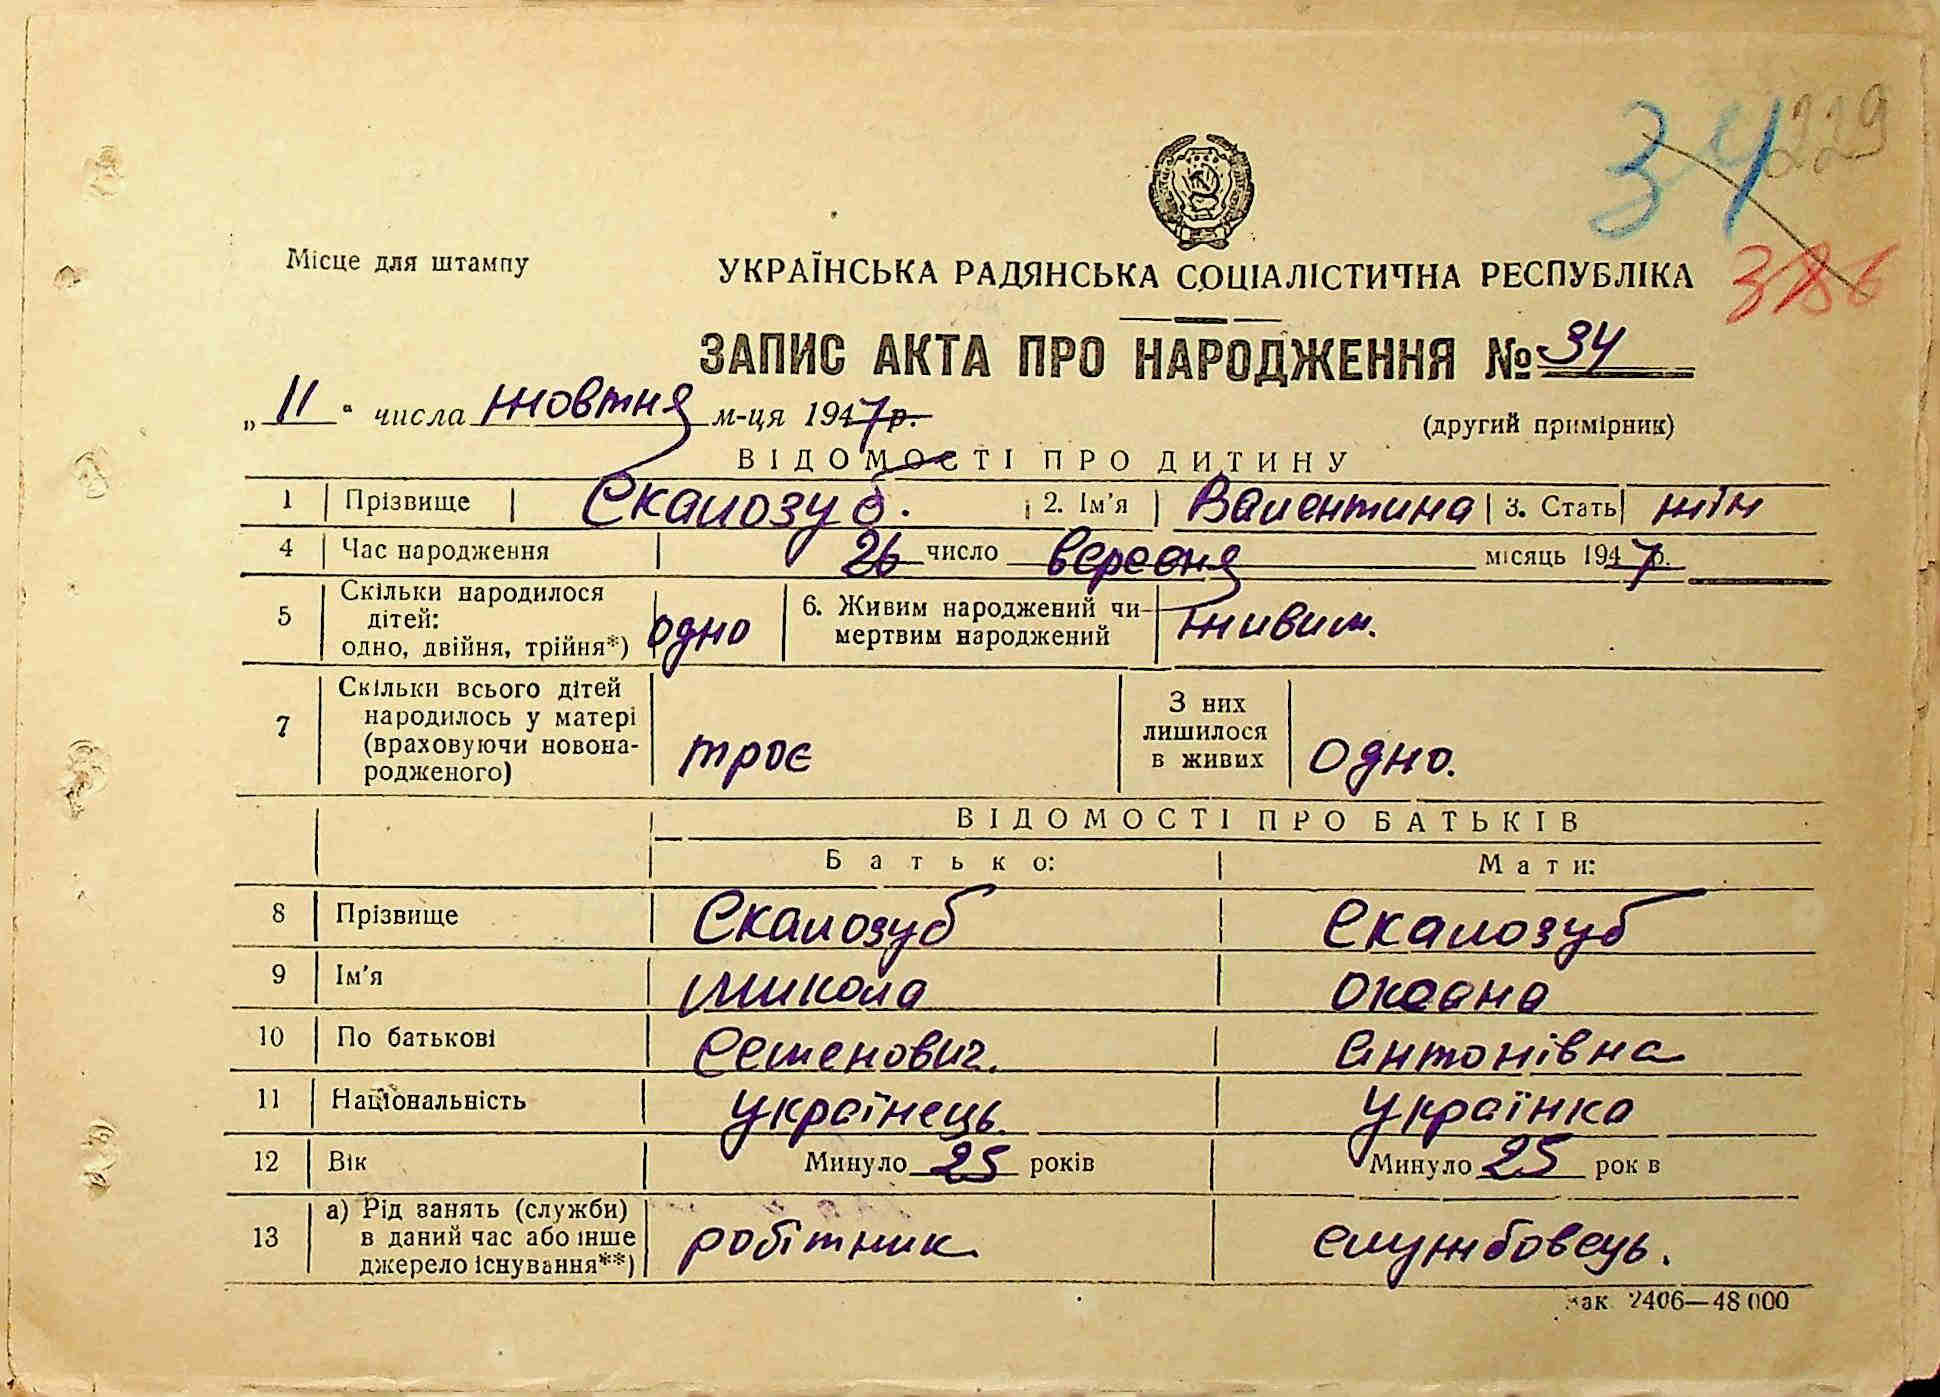 34 229
386
Місце для штампу
УКРАЇНСЬКА РАДЯНСЬКА СОЦІАЛІСТИЧНА РЕСПУБЛІКА
ЗАПИС АКТА ПРО НАРОДЖЕННЯ № 34
„ 11 “ числа жовтня м-ця 1947 р.
(другий примірник)
ВІДОМОСТІ ПРО ДИТИНУ
1 Прізвище Скалозуб. 2. Ім'я Валентина 3. Стать жін
4 Час народження 26 число вересня місяць 1947 р.
5 Скільки народилося дітей: одно, двійня, трійня*) одно 6. Живим народжений чи мертвим народжений живим.
7 Скільки всього дітей народилось у матері (враховуючи новонародженого) троє З них лишилося в живих одно.
ВІДОМОСТІ ПРО БАТЬКІВ
Батько: Мати:
8 Прізвище Скалозуб Скалозуб
9 Ім'я Микола Оксана
10 По батькові Семенович. Антонівна
11 Національність українець українка
12 Вік Минуло 25 років Минуло 25 рок в
13 а) Рід занять (служби) в даний час або інше джерело існування**) робітник службовець.
зак. 2406—48 000